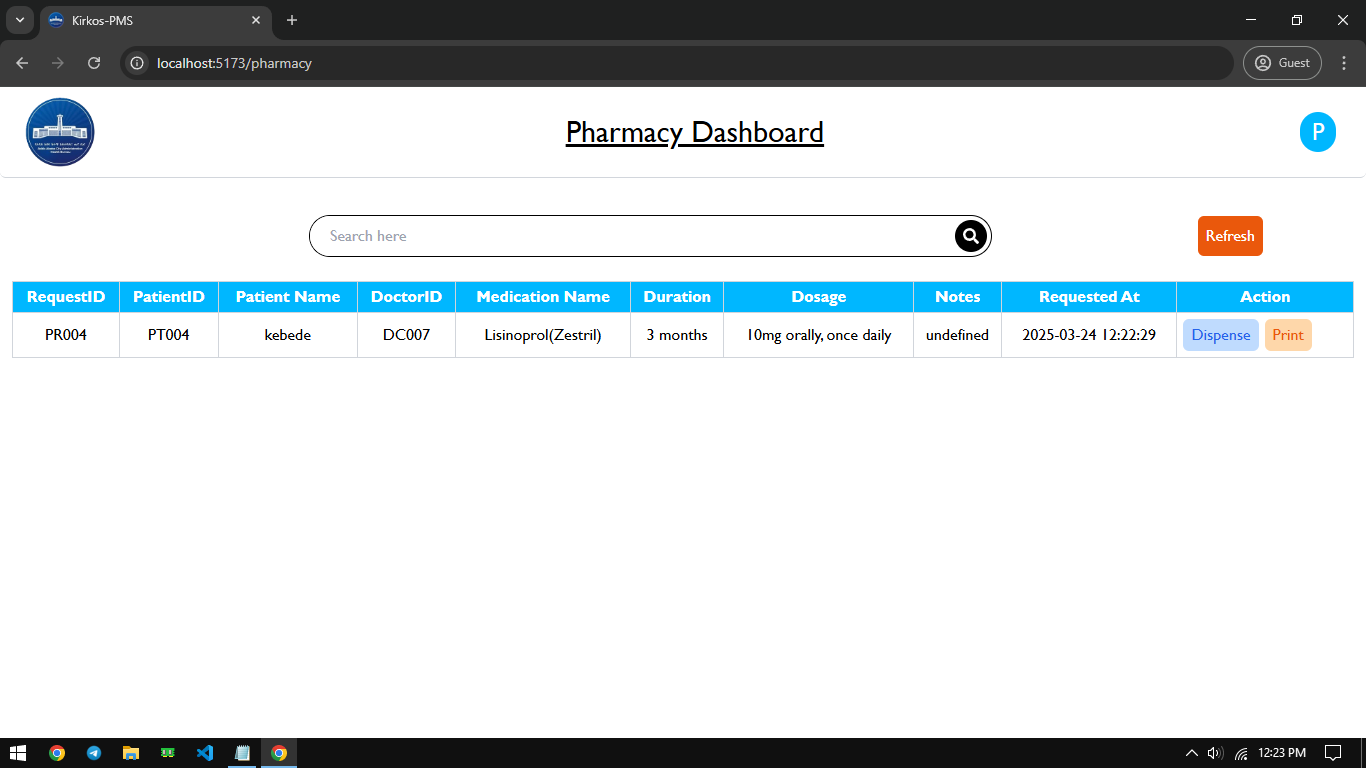 Kirkos-PMS
localhost:5173/pharmacy
Guest
Pharmacy Dashboard
P
Search here
Refresh
RequestID PatientID Patient Name DoctorID Medication Name Duration Dosage Notes Requested At Action
PR004 PT004 kebede DC007 Lisinoprol(Zestril) 3 months 10mg orally, once daily undefined 2025-03-24 12:22:29 Dispense Print
12:23 PM